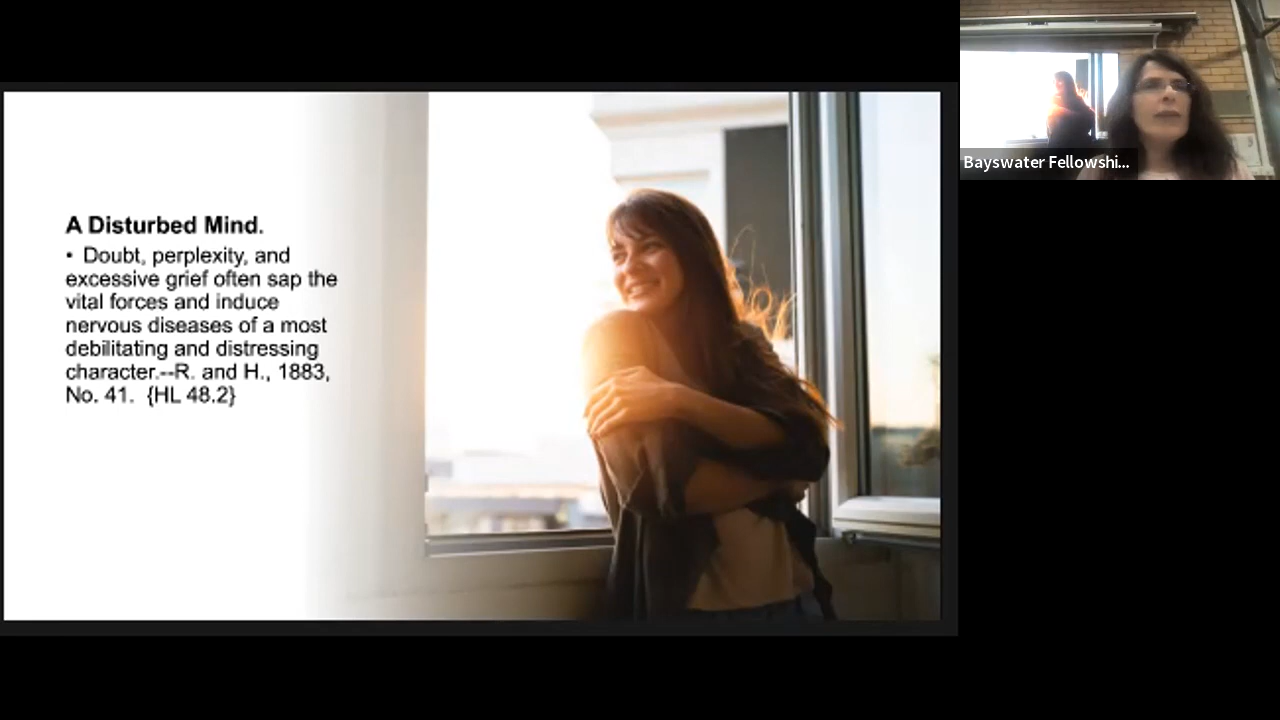 A Disturbed Mind.
• Doubt, perplexity, and
excessive grief often sap the
vital forces and induce
nervous diseases of a most
debilitating and distressing
character.--R. and H., 1883,
No. 41. {HL 48.2}
Bayswater Fellowshi...